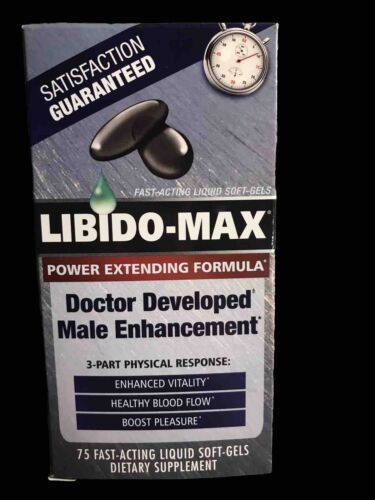 SATISFACTION
GUARANTEED
FAST-ACTING LIQUID SOFT-GELS
LIBIDO-MAX®
POWER EXTENDING FORMULA*
Doctor Developed‡
Male Enhancement*
3-PART PHYSICAL RESPONSE:
ENHANCED VITALITY*
HEALTHY BLOOD FLOW*
BOOST PLEASURE*
75 FAST-ACTING LIQUID SOFT-GELS
DIETARY SUPPLEMENT